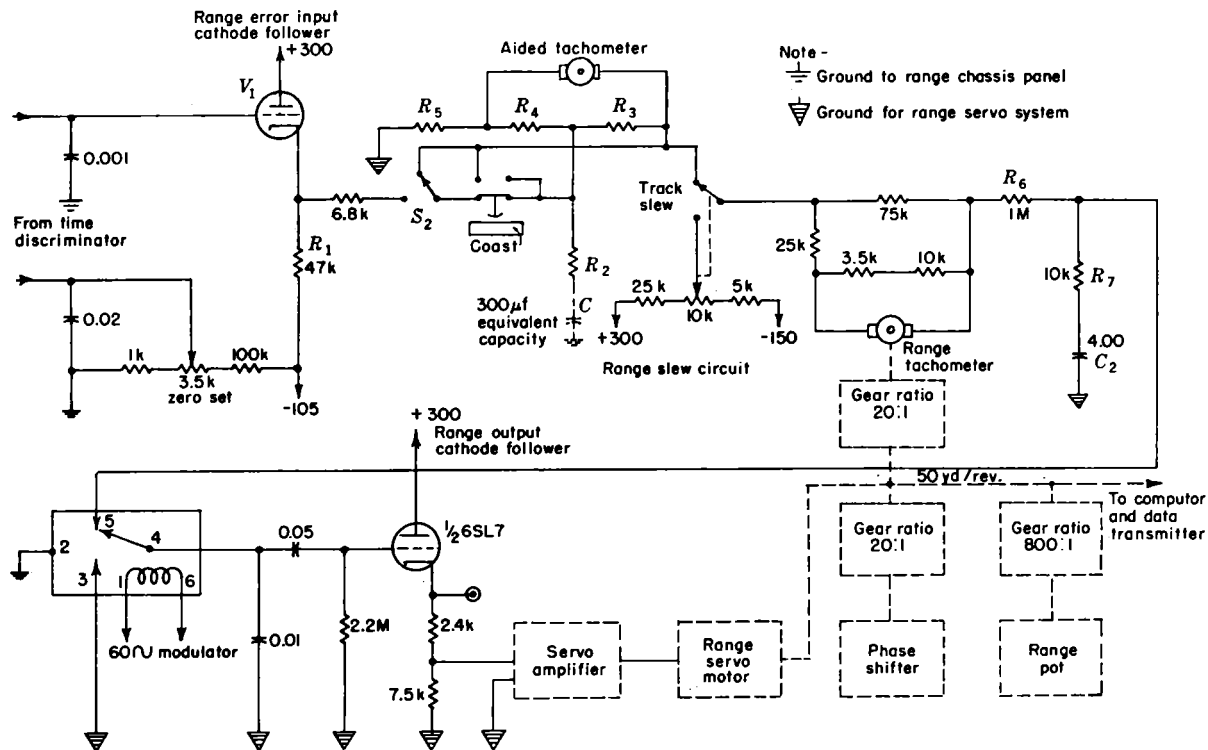 Range error input
cathode follower
+300
V₁
Aided tachometer
Note -
Ground to range chassis panel
Ground for range servo system
R₅
R₄
R₃
0.001
From time
discriminator
6.8k
S₂
Coast
Track
slew
75k
R₆
1M
25k
3.5k
10k
R₁
47k
R₂
300μf
equivalent
capacity
C
25k
10k
5k
+300
-150
Range slew circuit
Range
tachometer
10k
R₇
4.00
C₂
0.02
1k
3.5k
zero set
100k
-105
Gear ratio
20:1
+300
Range output
cathode follower
50 yd/rev.
To computor
and data
transmitter
5
2
4
3
1
6
60∿ modulator
0.05
½6SL7
0.01
2.2M
2.4k
7.5k
Servo
amplifier
Range
servo
motor
Gear ratio
20:1
Gear ratio
800:1
Phase
shifter
Range
pot